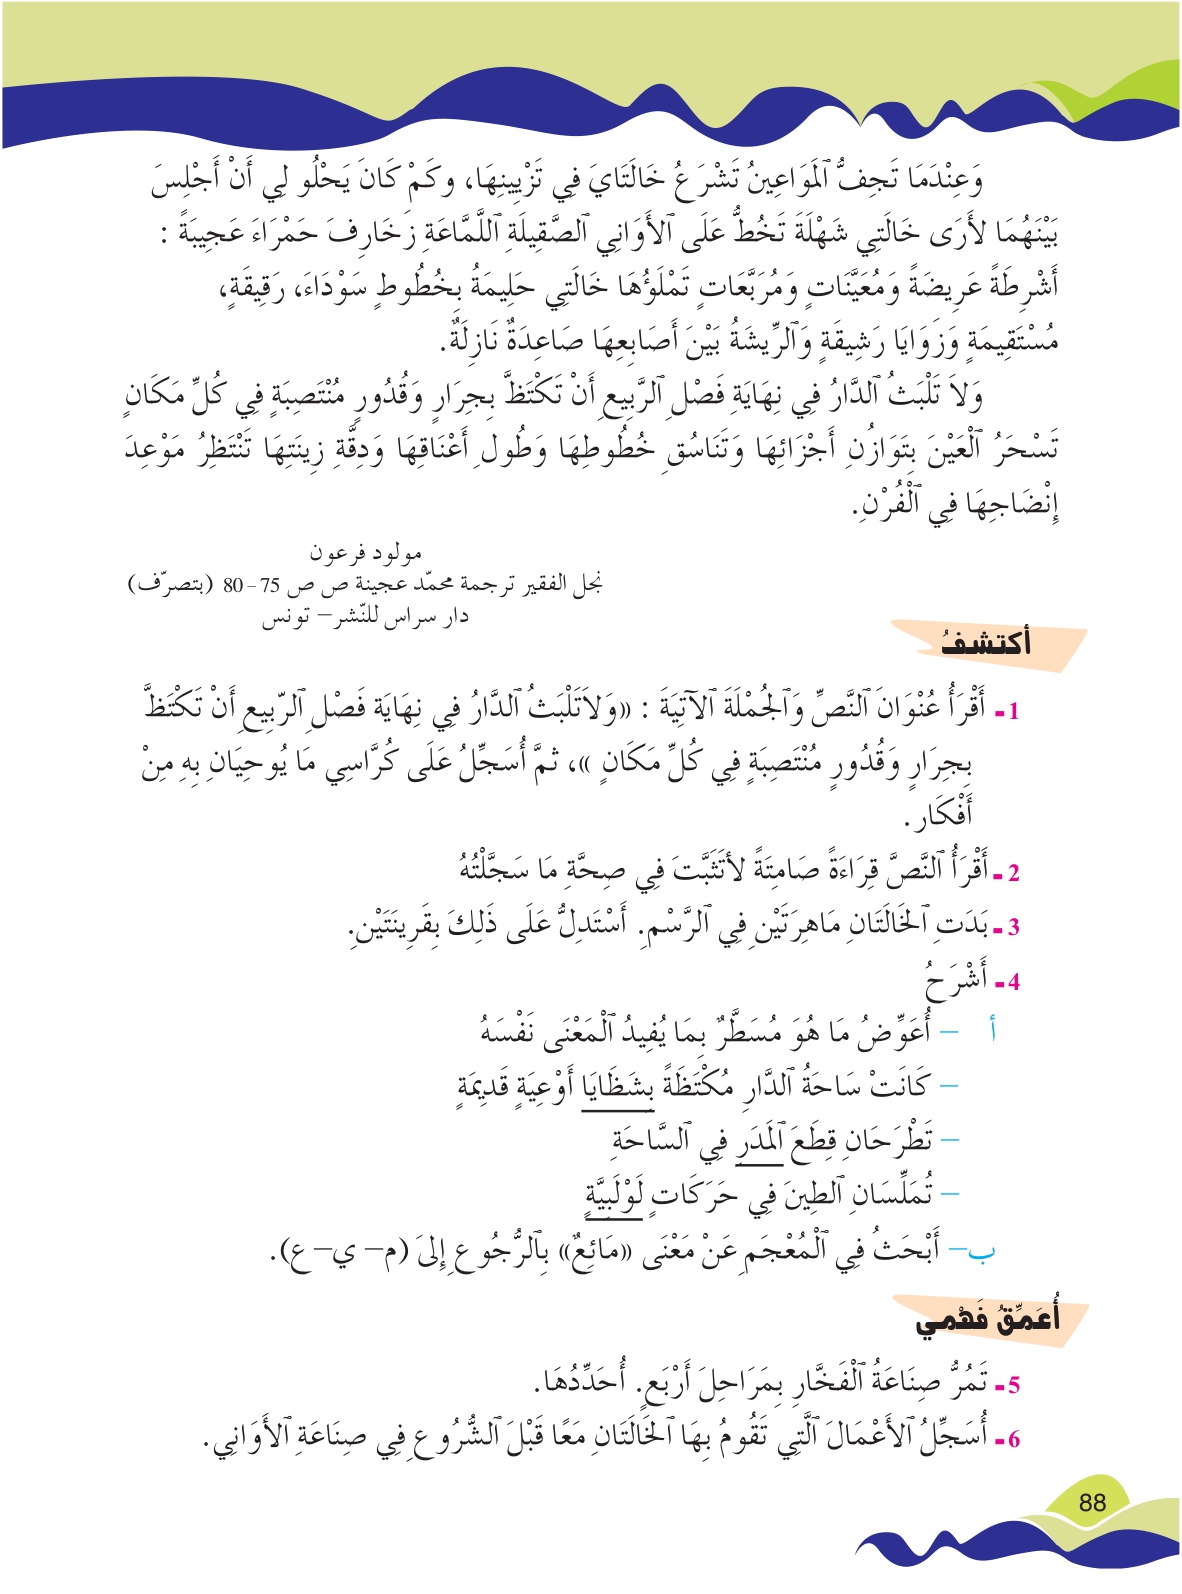 وَعِنْدَمَا تَجِفُّ ٱلمَوَاعِينُ تَشْرَعُ خَالَتَايَ فِي تَزْيِينِهَا، وكَمْ كَانَ يَحْلُو لِي أَنْ أَجْلِسَ
بَيْنَهُمَا لأَرَى خَالَتِي شَهْلَةَ تَخُطُّ عَلَى ٱلأَوَانِي ٱلصَّقِيلَةِ ٱللَّمَّاعَةِ زَخَارِفَ حَمْرَاءَ عَجِيبَةً :
أَشْرِطَةً عَرِيضَةً وَمُعَيَّنَاتٍ وَمُرَبَّعَاتٍ تَمْلَؤُهَا خَالَتِي حَلِيمَةُ بِخُطُوطٍ سَوْدَاءَ، رَقِيقَةٍ،
مُسْتَقِيمَةٍ وَزَوَايَا رَشِيقَةٍ وَٱلرِّيشَةُ بَيْنَ أَصَابِعِهَا صَاعِدَةٌ نَازِلَةٌ.
وَلاَ تَلْبَثُ ٱلدَّارُ فِي نِهَايَةِ فَصْلِ ٱلرَّبِيعِ أَنْ تَكْتَظَّ بِجِرَارٍ وَقُدُورٍ مُنْتَصِبَةٍ فِي كُلِّ مَكَانٍ
تَسْحَرُ ٱلْعَيْنَ بِتَوَازُنِ أَجْزَائِهَا وَتَنَاسُقِ خُطُوطِهَا وَطُولِ أَعْنَاقِهَا وَدِقَّةِ زِينَتِهَا تَنْتَظِرُ مَوْعِدَ
إِنْضَاجِهَا فِي ٱلْفُرْنِ.
مولود فرعون
نجل الفقير ترجمة محمّد عجينة ص ص 75 – 80 (بتصرّف)
دار سراس للنّشر – تونس
أكتشفُ
1- أَقْرَأُ عُنْوَانَ ٱلنَّصِّ وَٱلجُمْلَةَ ٱلآتِيَةَ : «وَلاَتَلْبَثُ ٱلدَّارُ فِي نِهَايَة فَصْلِ ٱلرّبِيعِ أَنْ تَكْتَظَّ
بِجِرَارٍ وَقُدُورٍ مُنْتَصِبَةٍ فِي كُلِّ مَكَانٍ »، ثمَّ أُسَجِّلُ عَلَى كُرَّاسِي مَا يُوحِيَانِ بِهِ مِنْ
أَفْكَار.
2- أَقْرَأُ ٱلنَّصَّ قِرَاءَةً صَامِتَةً لأتَثَبَّتَ فِي صِحَّةِ مَا سَجَّلْتُهُ
3- بَدَتِ ٱلخَالَتَانِ مَاهِرَتَيْنِ فِي ٱلرَّسْمِ. أَسْتَدِلُّ عَلَى ذَلِكَ بِقَرِينَتَيْنِ.
4- أَشْرَحُ
أ – أُعَوِّضُ مَا هُوَ مُسَطَّرٌ بِمَا يُفِيدُ ٱلْمَعْنَى نَفْسَهُ
– كَانَتْ سَاحَةُ ٱلدَّارِ مُكْتَظَةً بِشَظَايَا أَوْعِيَةٍ قَدِيمَةٍ
– تَطْرَحَانِ قِطَعَ ٱلمَدَرِ فِي ٱلسَّاحَةِ
– تُمَلِّسَانِ ٱلطِينَ فِي حَرَكَاتٍ لَوْلَبِيَّةٍ
ب– أَبْحَثُ فِي ٱلْمُعْجَمِ عَنْ مَعْنَى «مَائِعٌ» بِٱلرُّجُوعِ إِلىَ (م– ي– ع).
أُعَمِّقُ فَهْمي
5- تَمُرُّ صِنَاعَةُ ٱلْفَخَّارِ بِمَرَاحِلَ أَرْبَعٍ. أُحَدِّدُهَا.
6- أُسَجِّلُ ٱلأَعْمَالَ ٱلَّتِي تَقُومُ بِهَا ٱلخَالَتَانِ مَعًا قَبْلَ ٱلشُّرُوعِ فِي صِنَاعَةِ ٱلأَوَانِي.
88